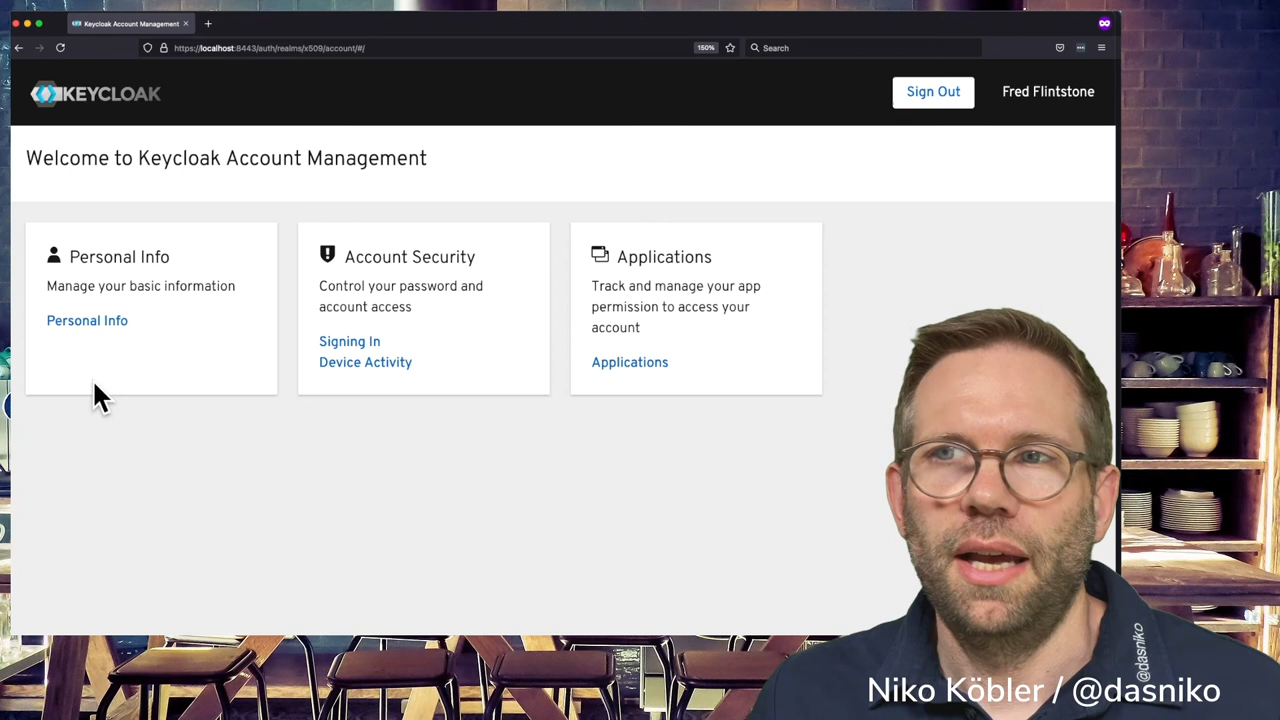 Keycloak Account Management
https://localhost:8443/auth/realms/x509/account/#/
150%
Search
KEYCLOAK
Sign Out
Fred Flintstone
Welcome to Keycloak Account Management
Personal Info
Manage your basic information
Personal Info
Account Security
Control your password and
account access
Signing In
Device Activity
Applications
Track and manage your app
permission to access your
account
Applications
@dasniko
Niko Köbler / @dasniko